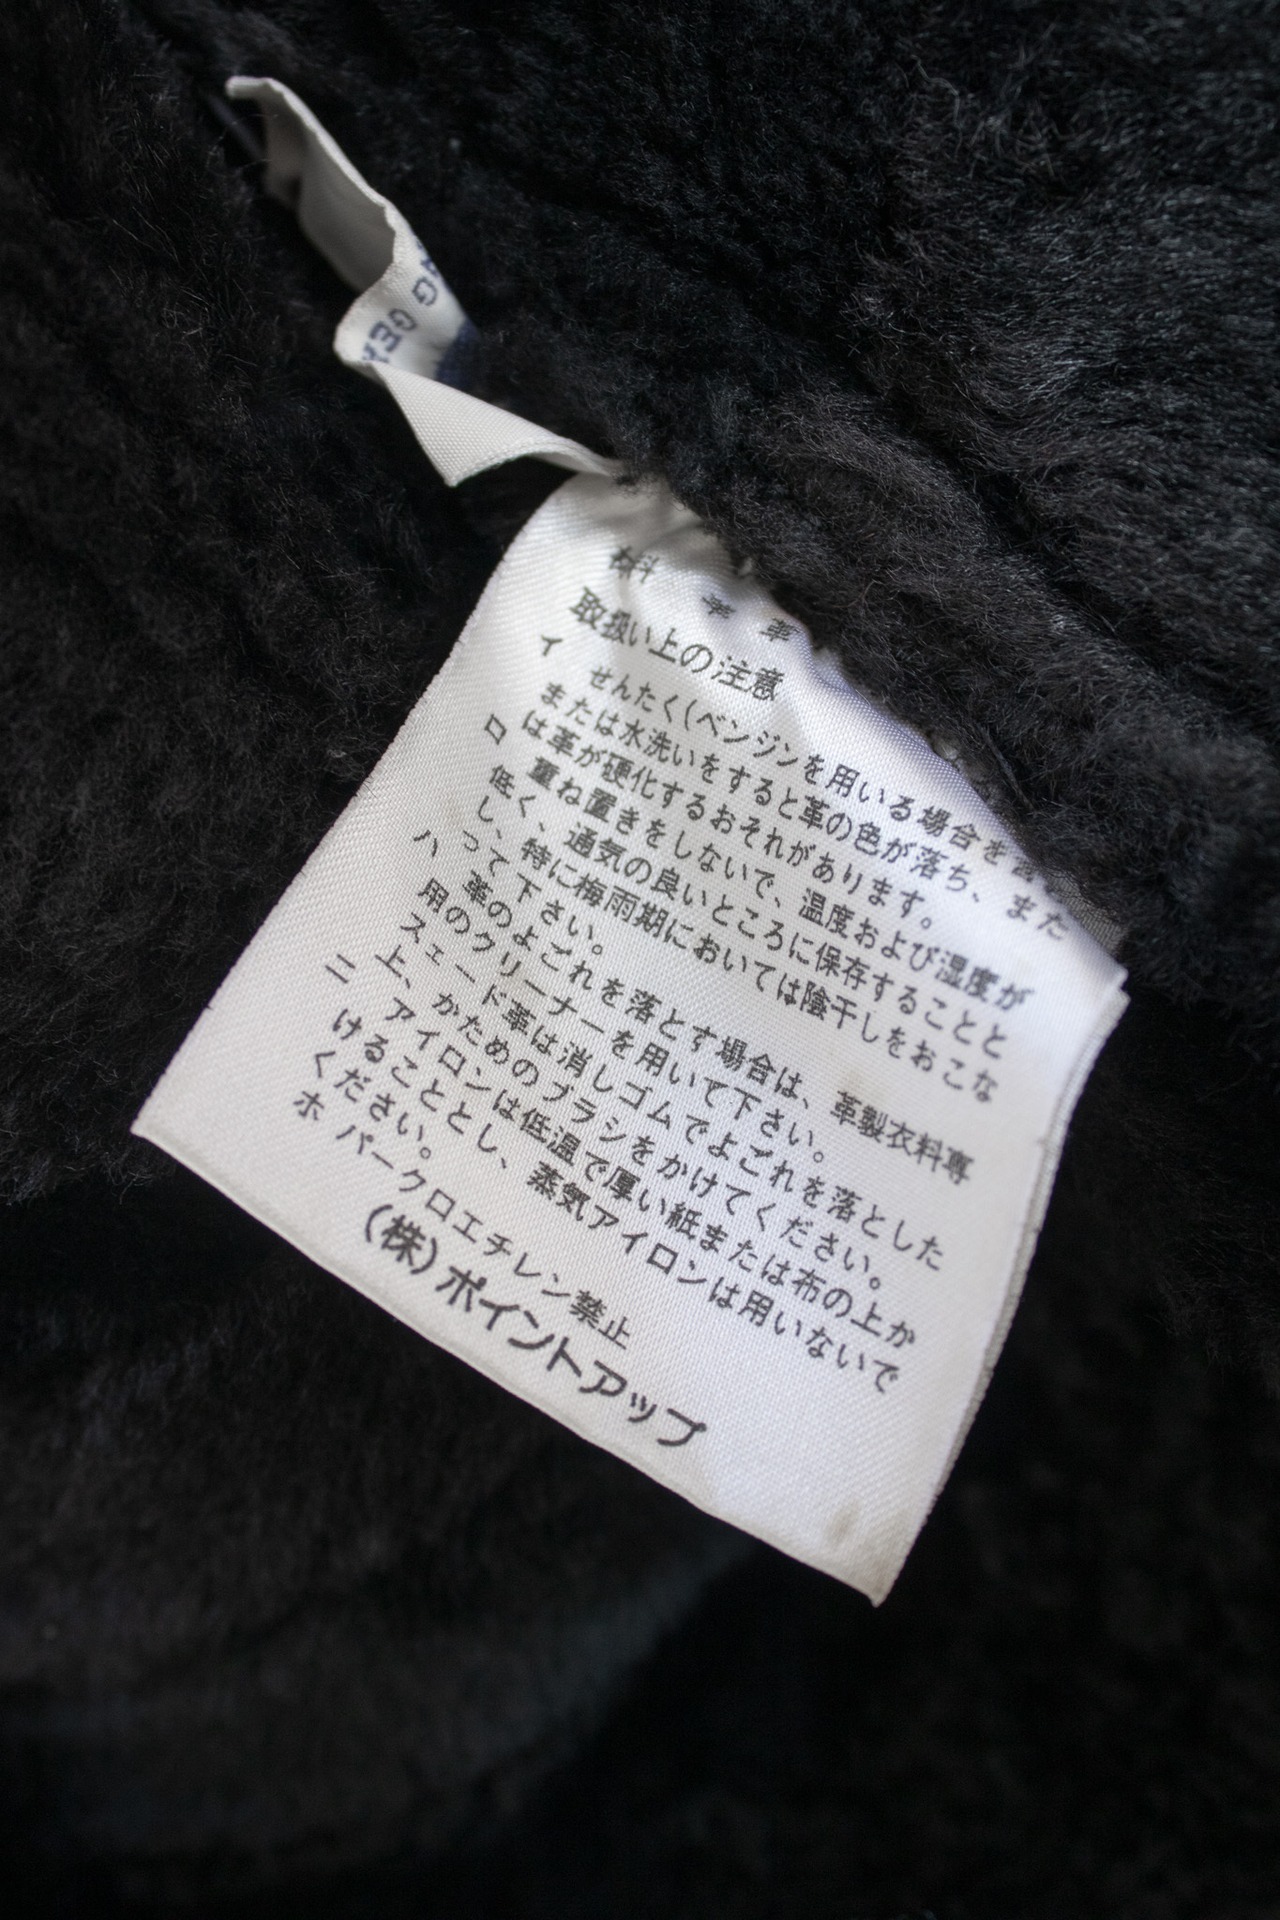 G GE
材料 羊 革
取扱い上の注意
イ せんたく(ベンジンを用いる場合を
または水洗いをすると革の色が落ち、また
は革が硬化するおそれがあります。
ロ 重ね置きをしないで、温度および湿度が
低く、通気の良いところに保存することと
し、特に梅雨期においては陰干しをおこな
って下さい。
ハ 革のよごれを落とす場合は、革製衣料専
用のクリーナーを用いて下さい。
スェード革は消しゴムでよごれを落とした
上、かためのブラシをかけてください。
ニ アイロンは低温で厚い紙または布の上か
けることとし、蒸気アイロンは用いないで
ください。
ホ パークロエチレン禁止
(株)ポイントアップ